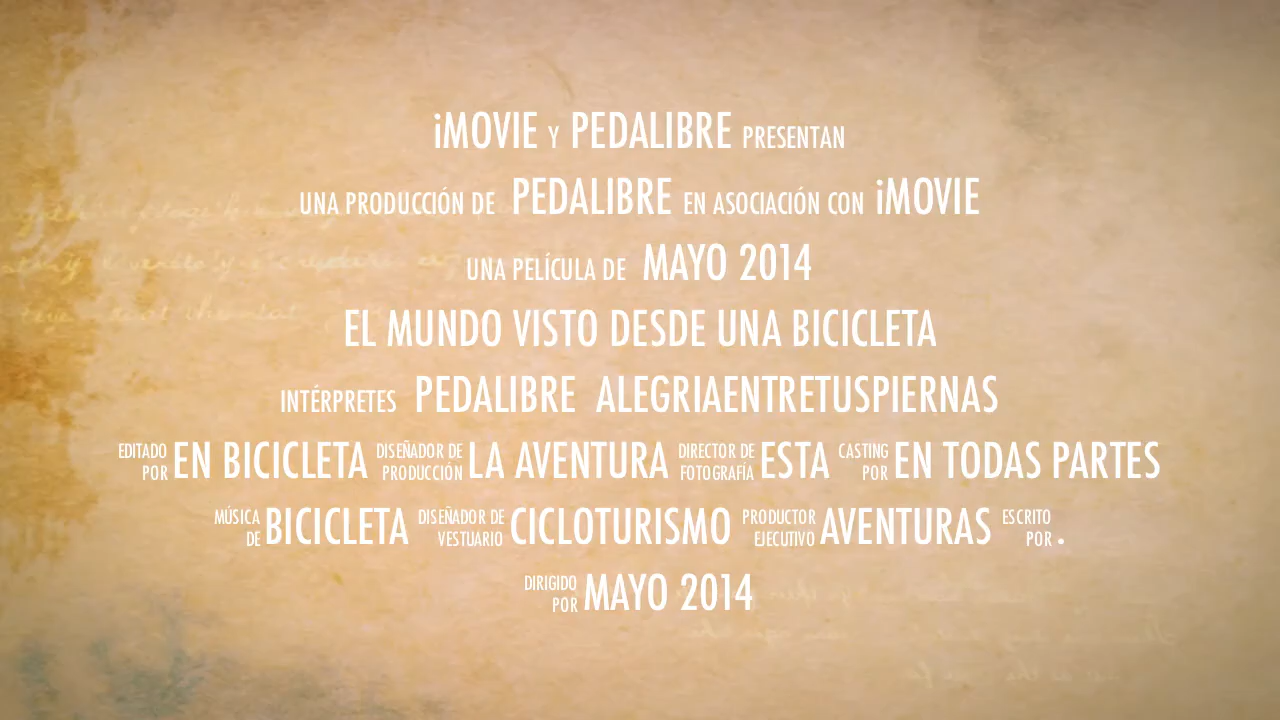 iMOVIE Y PEDALIBRE PRESENTAN
UNA PRODUCCIÓN DE PEDALIBRE EN ASOCIACIÓN CON iMOVIE
UNA PELÍCULA DE MAYO 2014
EL MUNDO VISTO DESDE UNA BICICLETA
INTÉRPRETES PEDALIBRE ALEGRIAENTRETUSPIERNAS
EDITADO POR EN BICICLETA DISEÑADOR DE PRODUCCIÓN LA AVENTURA DIRECTOR DE FOTOGRAFÍA ESTA CASTING POR EN TODAS PARTES
MÚSICA DE BICICLETA DISEÑADOR DE VESTUARIO CICLOTURISMO PRODUCTOR EJECUTIVO AVENTURAS ESCRITO POR .
DIRIGIDO POR MAYO 2014